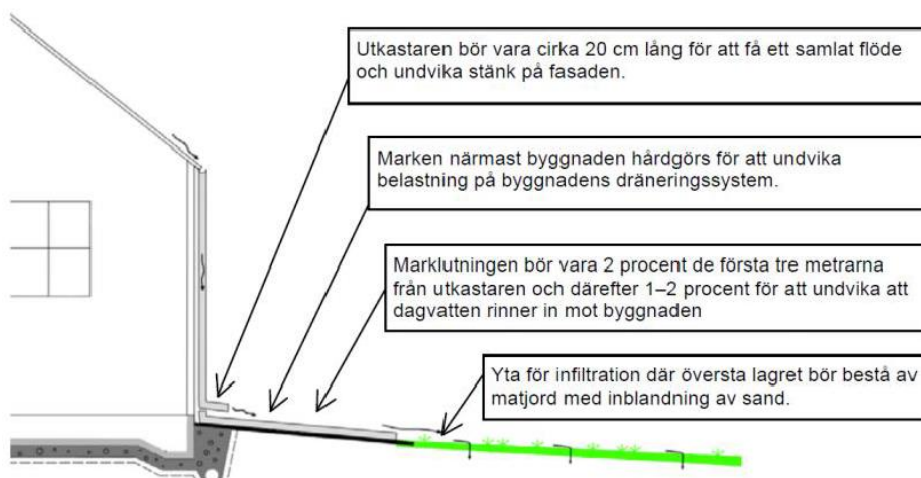 Utkastaren bör vara cirka 20 cm lång för att få ett samlat flöde
och undvika stänk på fasaden.
Marken närmast byggnaden hårdgörs för att undvika
belastning på byggnadens dräneringssystem.
Marklutningen bör vara 2 procent de första tre metrarna
från utkastaren och därefter 1–2 procent för att undvika att
dagvatten rinner in mot byggnaden
Yta för infiltration där översta lagret bör bestå av
matjord med inblandning av sand.